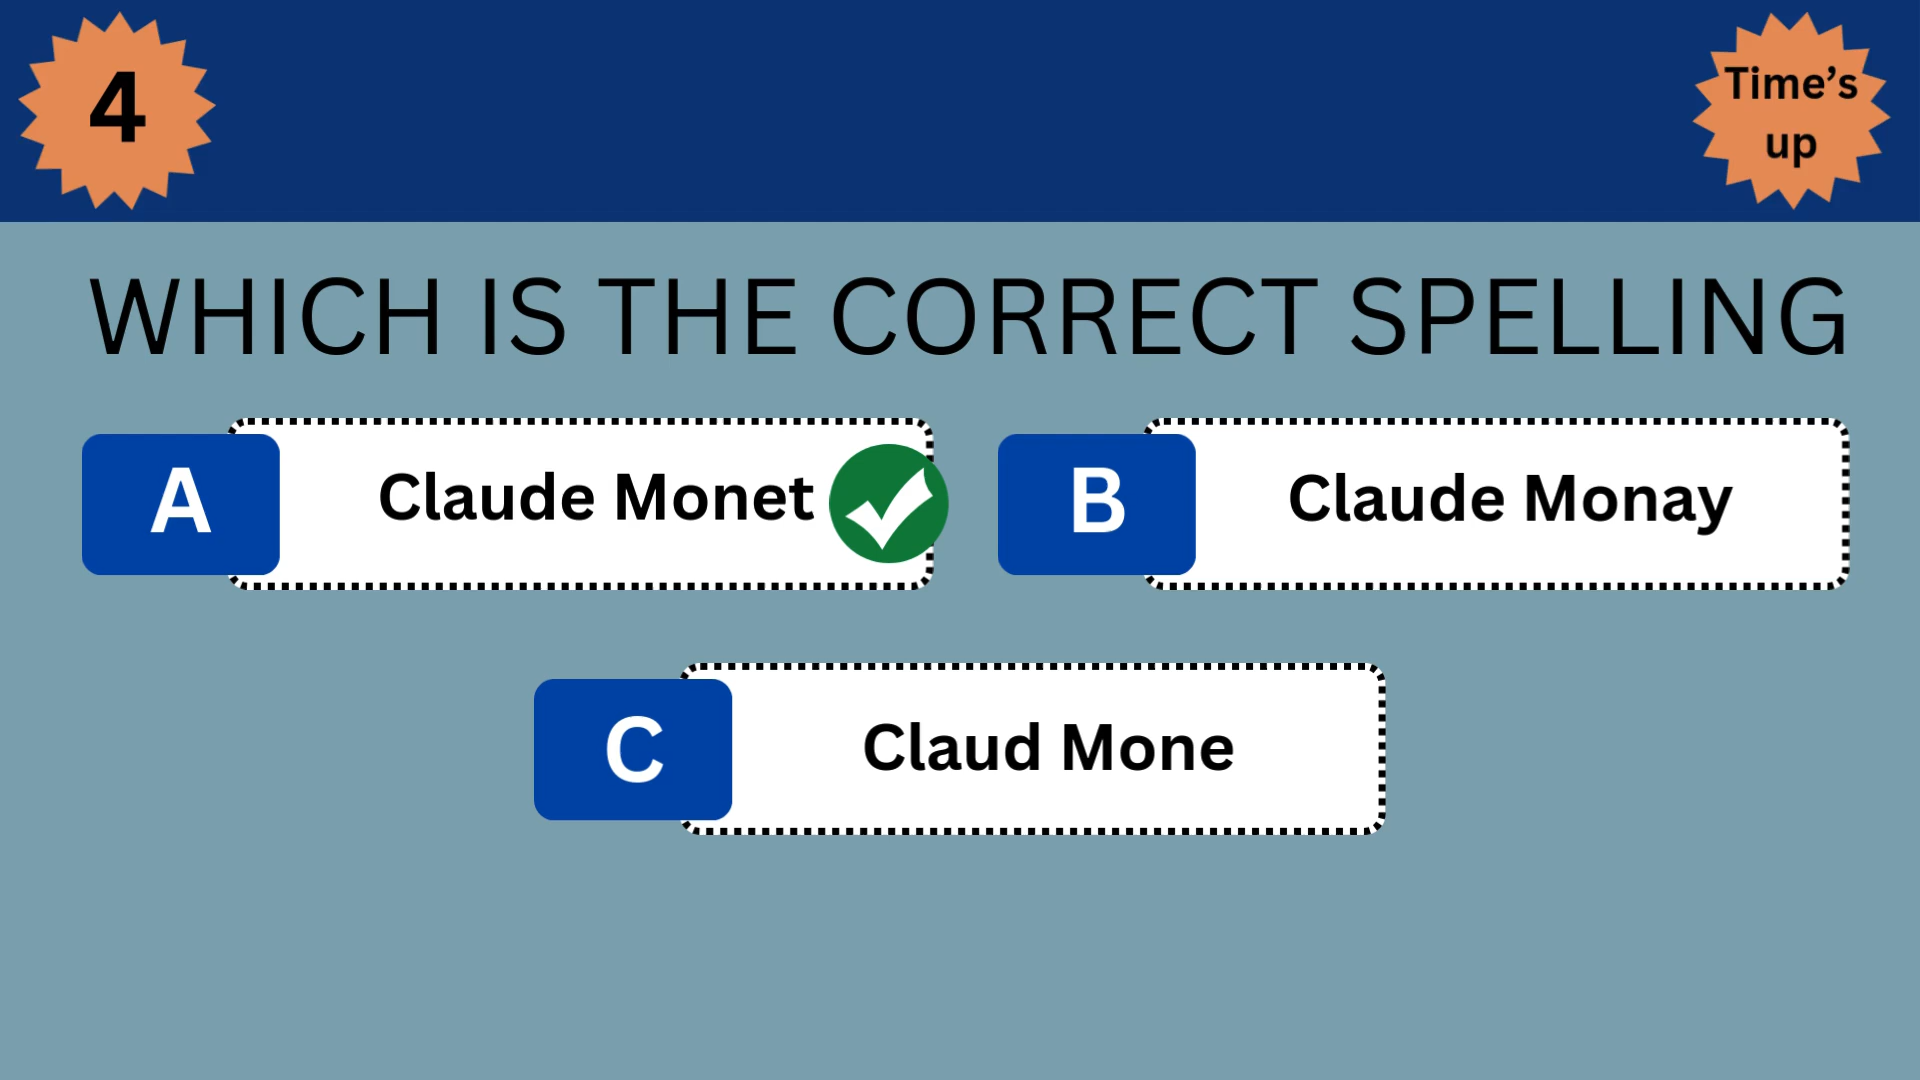 4
Time’s
up
WHICH IS THE CORRECT SPELLING
A
Claude Monet
B
Claude Monay
C
Claud Mone